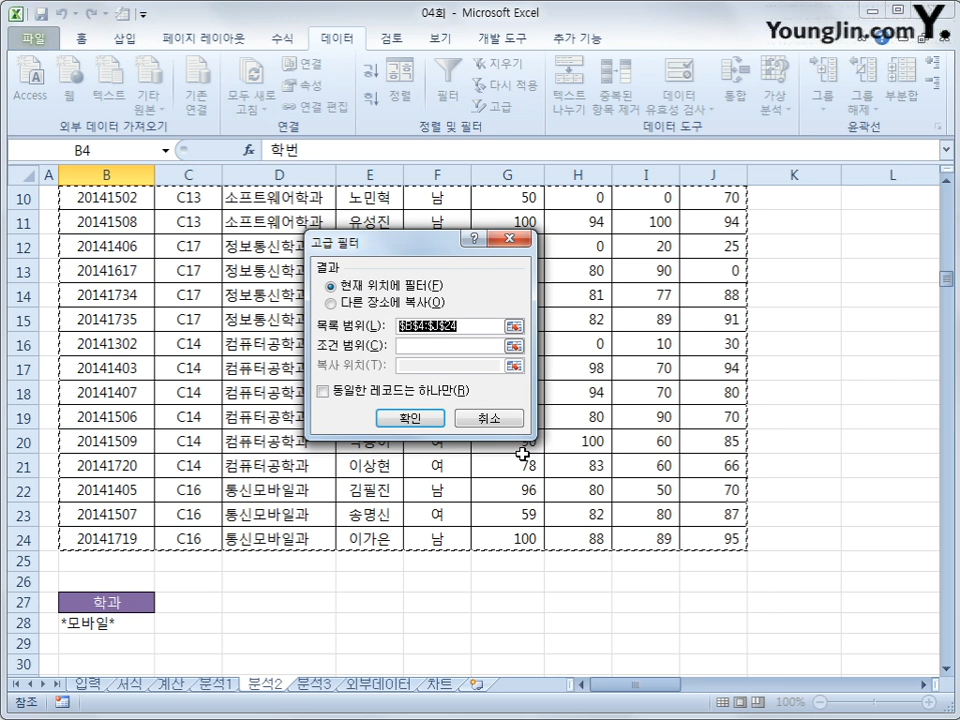 04회 - Microsoft Excel
YoungJin.com Y.
파일 홈 삽입 페이지 레이아웃 수식 데이터 검토 보기 개발 도구 추가 기능
Access 웹 텍스트 기타 원본 기존 연결 모두 새로 고침 연결 속성 연결 편집 정렬 필터 지우기 다시 적용 고급 텍스트 나누기 중복된 항목 제거 데이터 유효성 검사 통합 가상 분석 그룹 그룹 해제 부분합
외부 데이터 가져오기 연결 정렬 및 필터 데이터 도구 윤곽선
B4 fx 학번
A B C D E F G H I J K L
10 20141502 C13 소프트웨어학과 노민혁 남 50 0 0 70
11 20141508 C13 소프트웨어학과 유성진 남 100 94 100 94
12 20141406 C17 정보통신학 0 20 25
13 20141617 C17 정보통신학 80 90 0
14 20141734 C17 정보통신학 81 77 88
15 20141735 C17 정보통신학 82 89 91
16 20141302 C14 컴퓨터공학 0 10 30
17 20141403 C14 컴퓨터공학 98 70 94
18 20141407 C14 컴퓨터공학 94 70 80
19 20141506 C14 컴퓨터공학 80 90 70
20 20141509 C14 컴퓨터공학과 여 90 100 60 85
21 20141720 C14 컴퓨터공학과 이상현 여 78 83 60 66
22 20141405 C16 통신모바일과 김필진 남 96 80 50 70
23 20141507 C16 통신모바일과 송명신 여 59 82 80 87
24 20141719 C16 통신모바일과 이가은 남 100 88 89 95
25
26
27 학과
28 *모바일*
29
30
고급 필터
결과
현재 위치에 필터(F)
다른 장소에 복사(O)
목록 범위(L): $B$4:$J$24
조건 범위(C):
복사 위치(T):
동일한 레코드는 하나만(R)
확인 취소
입력 서식 계산 분석1 분석2 분석3 외부데이터 차트
참조 100%